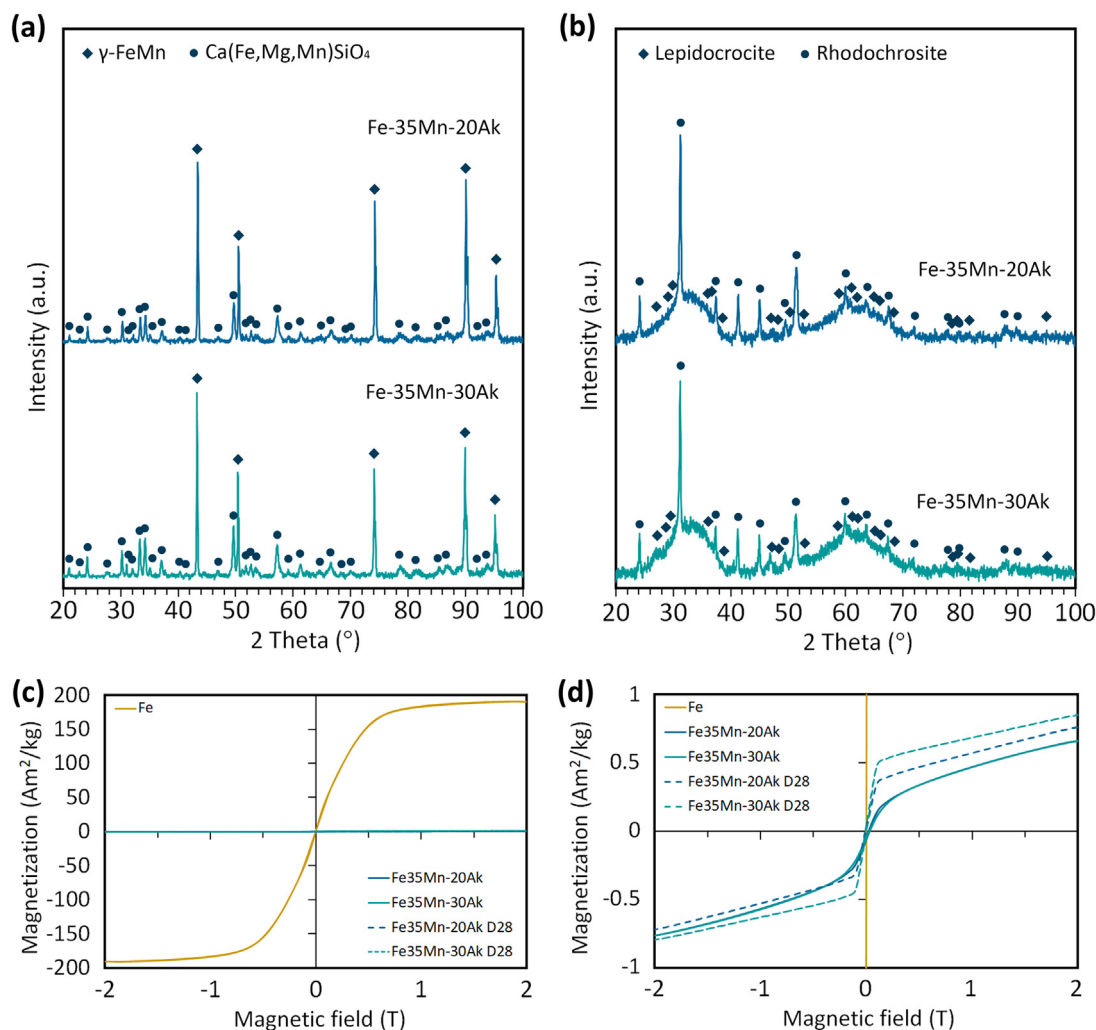 (a)
◆ γ-FeMn ● Ca(Fe,Mg,Mn)SiO₄
Fe-35Mn-20Ak
Fe-35Mn-30Ak
Intensity (a.u.)
20 30 40 50 60 70 80 90 100
2 Theta (°)
(b)
◆ Lepidocrocite ● Rhodochrosite
Fe-35Mn-20Ak
Fe-35Mn-30Ak
Intensity (a.u.)
20 30 40 50 60 70 80 90 100
2 Theta (°)
(c)
Fe
200
150
100
50
0
-50
-100
-150
-200
Magnetization (Am²/kg)
Fe35Mn-20Ak
Fe35Mn-30Ak
Fe35Mn-20Ak D28
Fe35Mn-30Ak D28
-2 -1 0 1 2
Magnetic field (T)
(d)
Fe
Fe35Mn-20Ak
Fe35Mn-30Ak
Fe35Mn-20Ak D28
Fe35Mn-30Ak D28
1
0.5
0
-0.5
-1
Magnetization (Am²/kg)
-2 -1 0 1 2
Magnetic field (T)